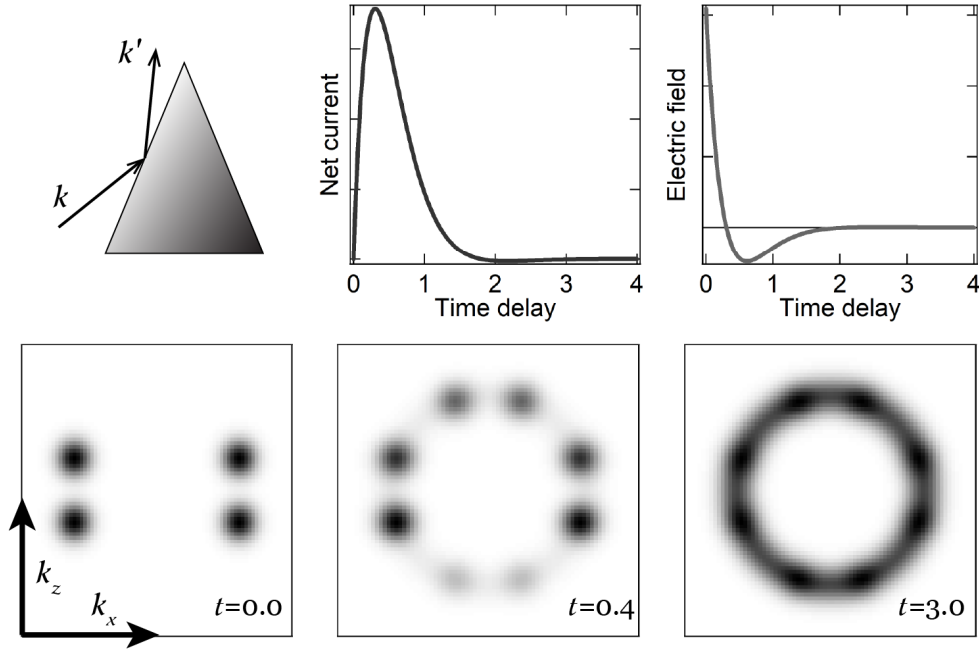 k'
k
Net current
0 1 2 3 4
Time delay
Electric field
0 1 2 3 4
Time delay
k_z
k_x
t=0.0
t=0.4
t=3.0